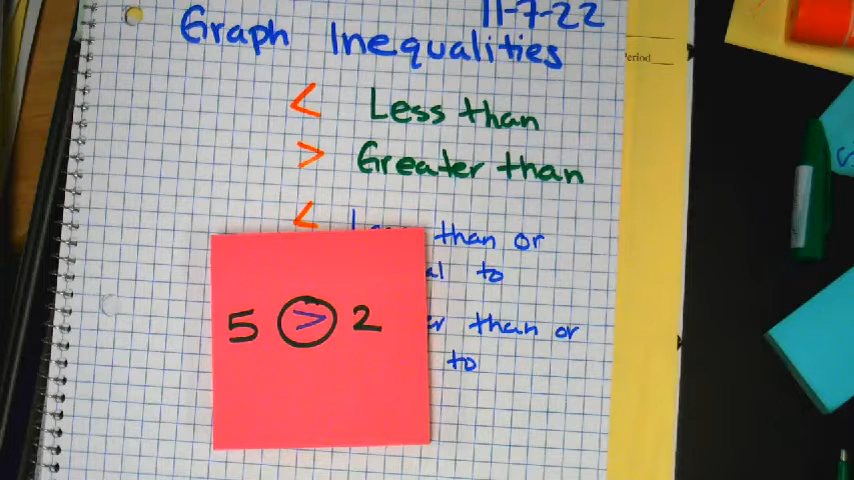 11-7-22
Graph Inequalities
< Less than
> Greater than
< than or
to
than or
to
5 > 2
Period